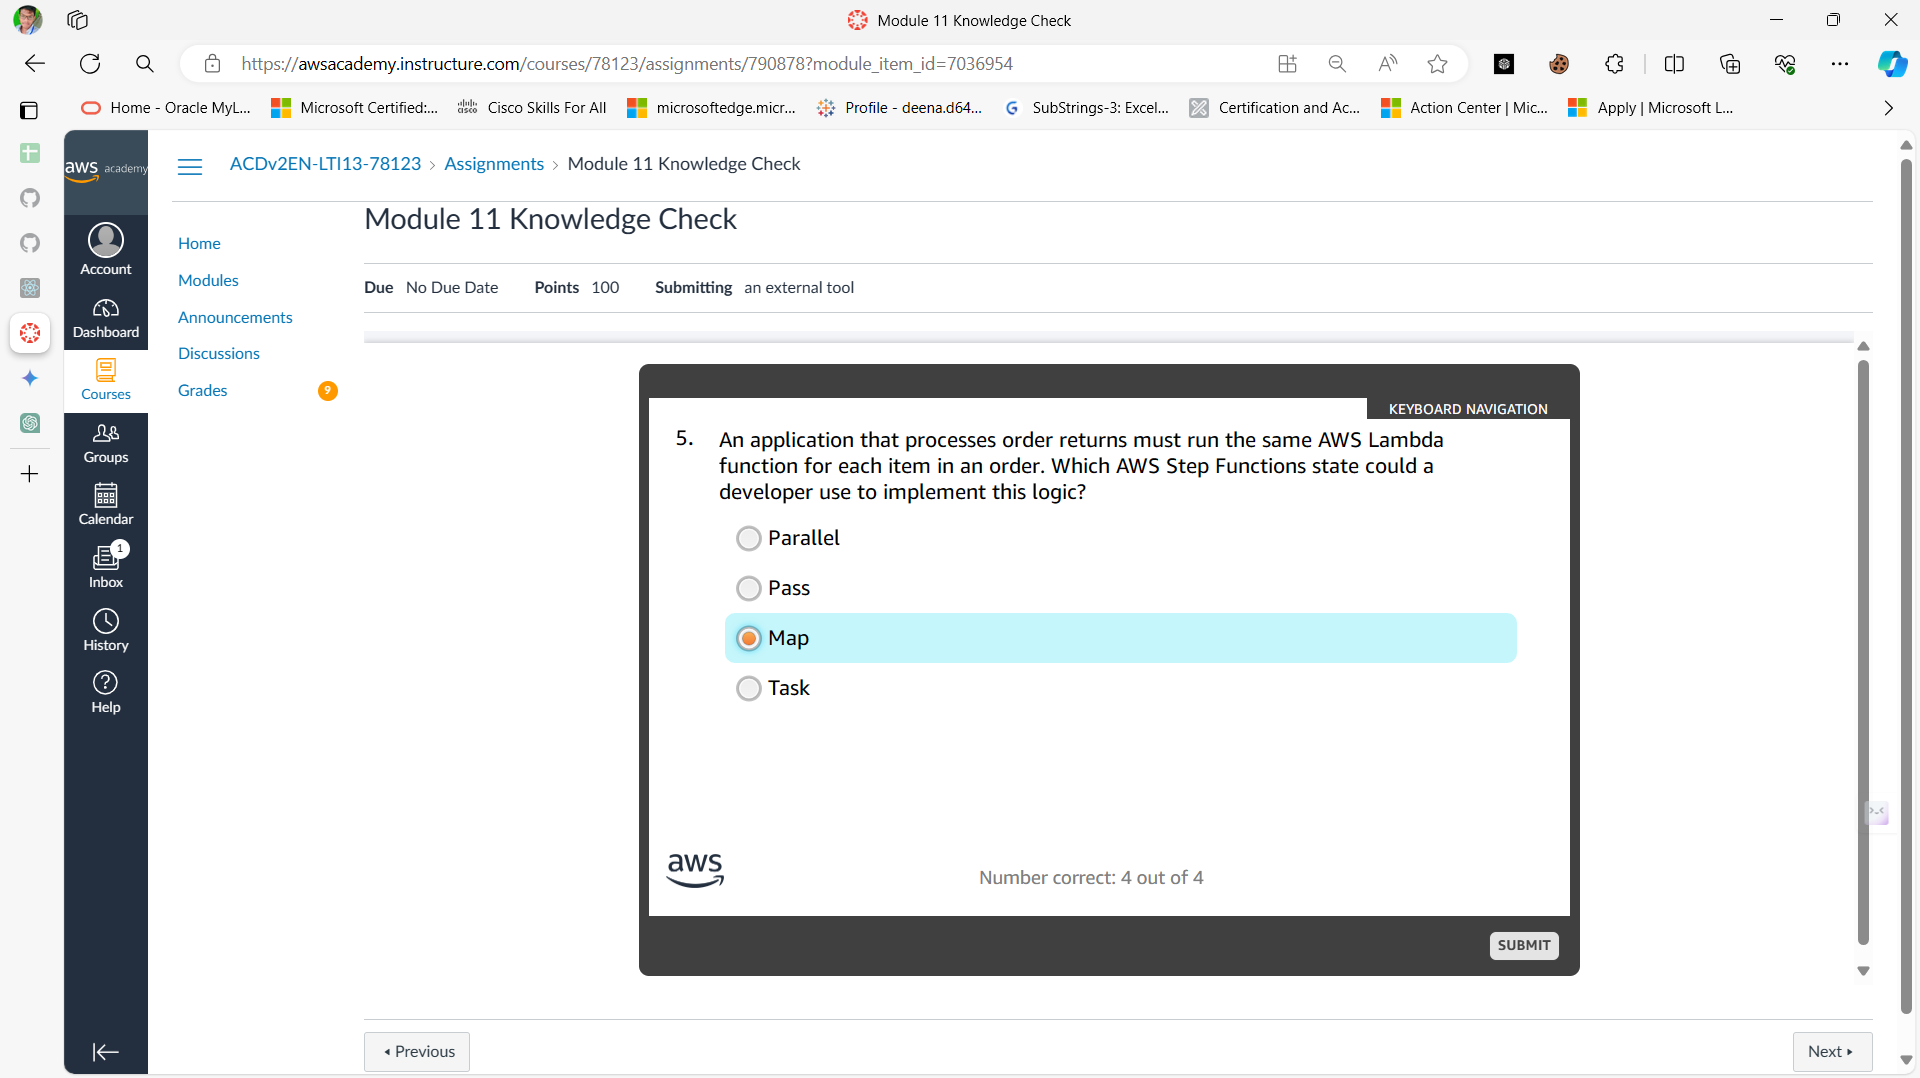 Module 11 Knowledge Check
https://awsacademy.instructure.com/courses/78123/assignments/790878?module_item_id=7036954
Home - Oracle MyL...
Microsoft Certified:...
Cisco Skills For All
microsoftedge.micr...
Profile - deena.d64...
SubStrings-3: Excel...
Certification and Ac...
Action Center | Mic...
Apply | Microsoft L...
aws academy
ACDv2EN-LTI13-78123 > Assignments > Module 11 Knowledge Check
Account
Dashboard
Courses
Groups
Calendar
1
Inbox
History
Help
Home
Modules
Announcements
Discussions
Grades 9
Module 11 Knowledge Check
Due No Due Date Points 100 Submitting an external tool
KEYBOARD NAVIGATION
5. An application that processes order returns must run the same AWS Lambda
function for each item in an order. Which AWS Step Functions state could a
developer use to implement this logic?
Parallel
Pass
Map
Task
aws
Number correct: 4 out of 4
SUBMIT
Previous
Next